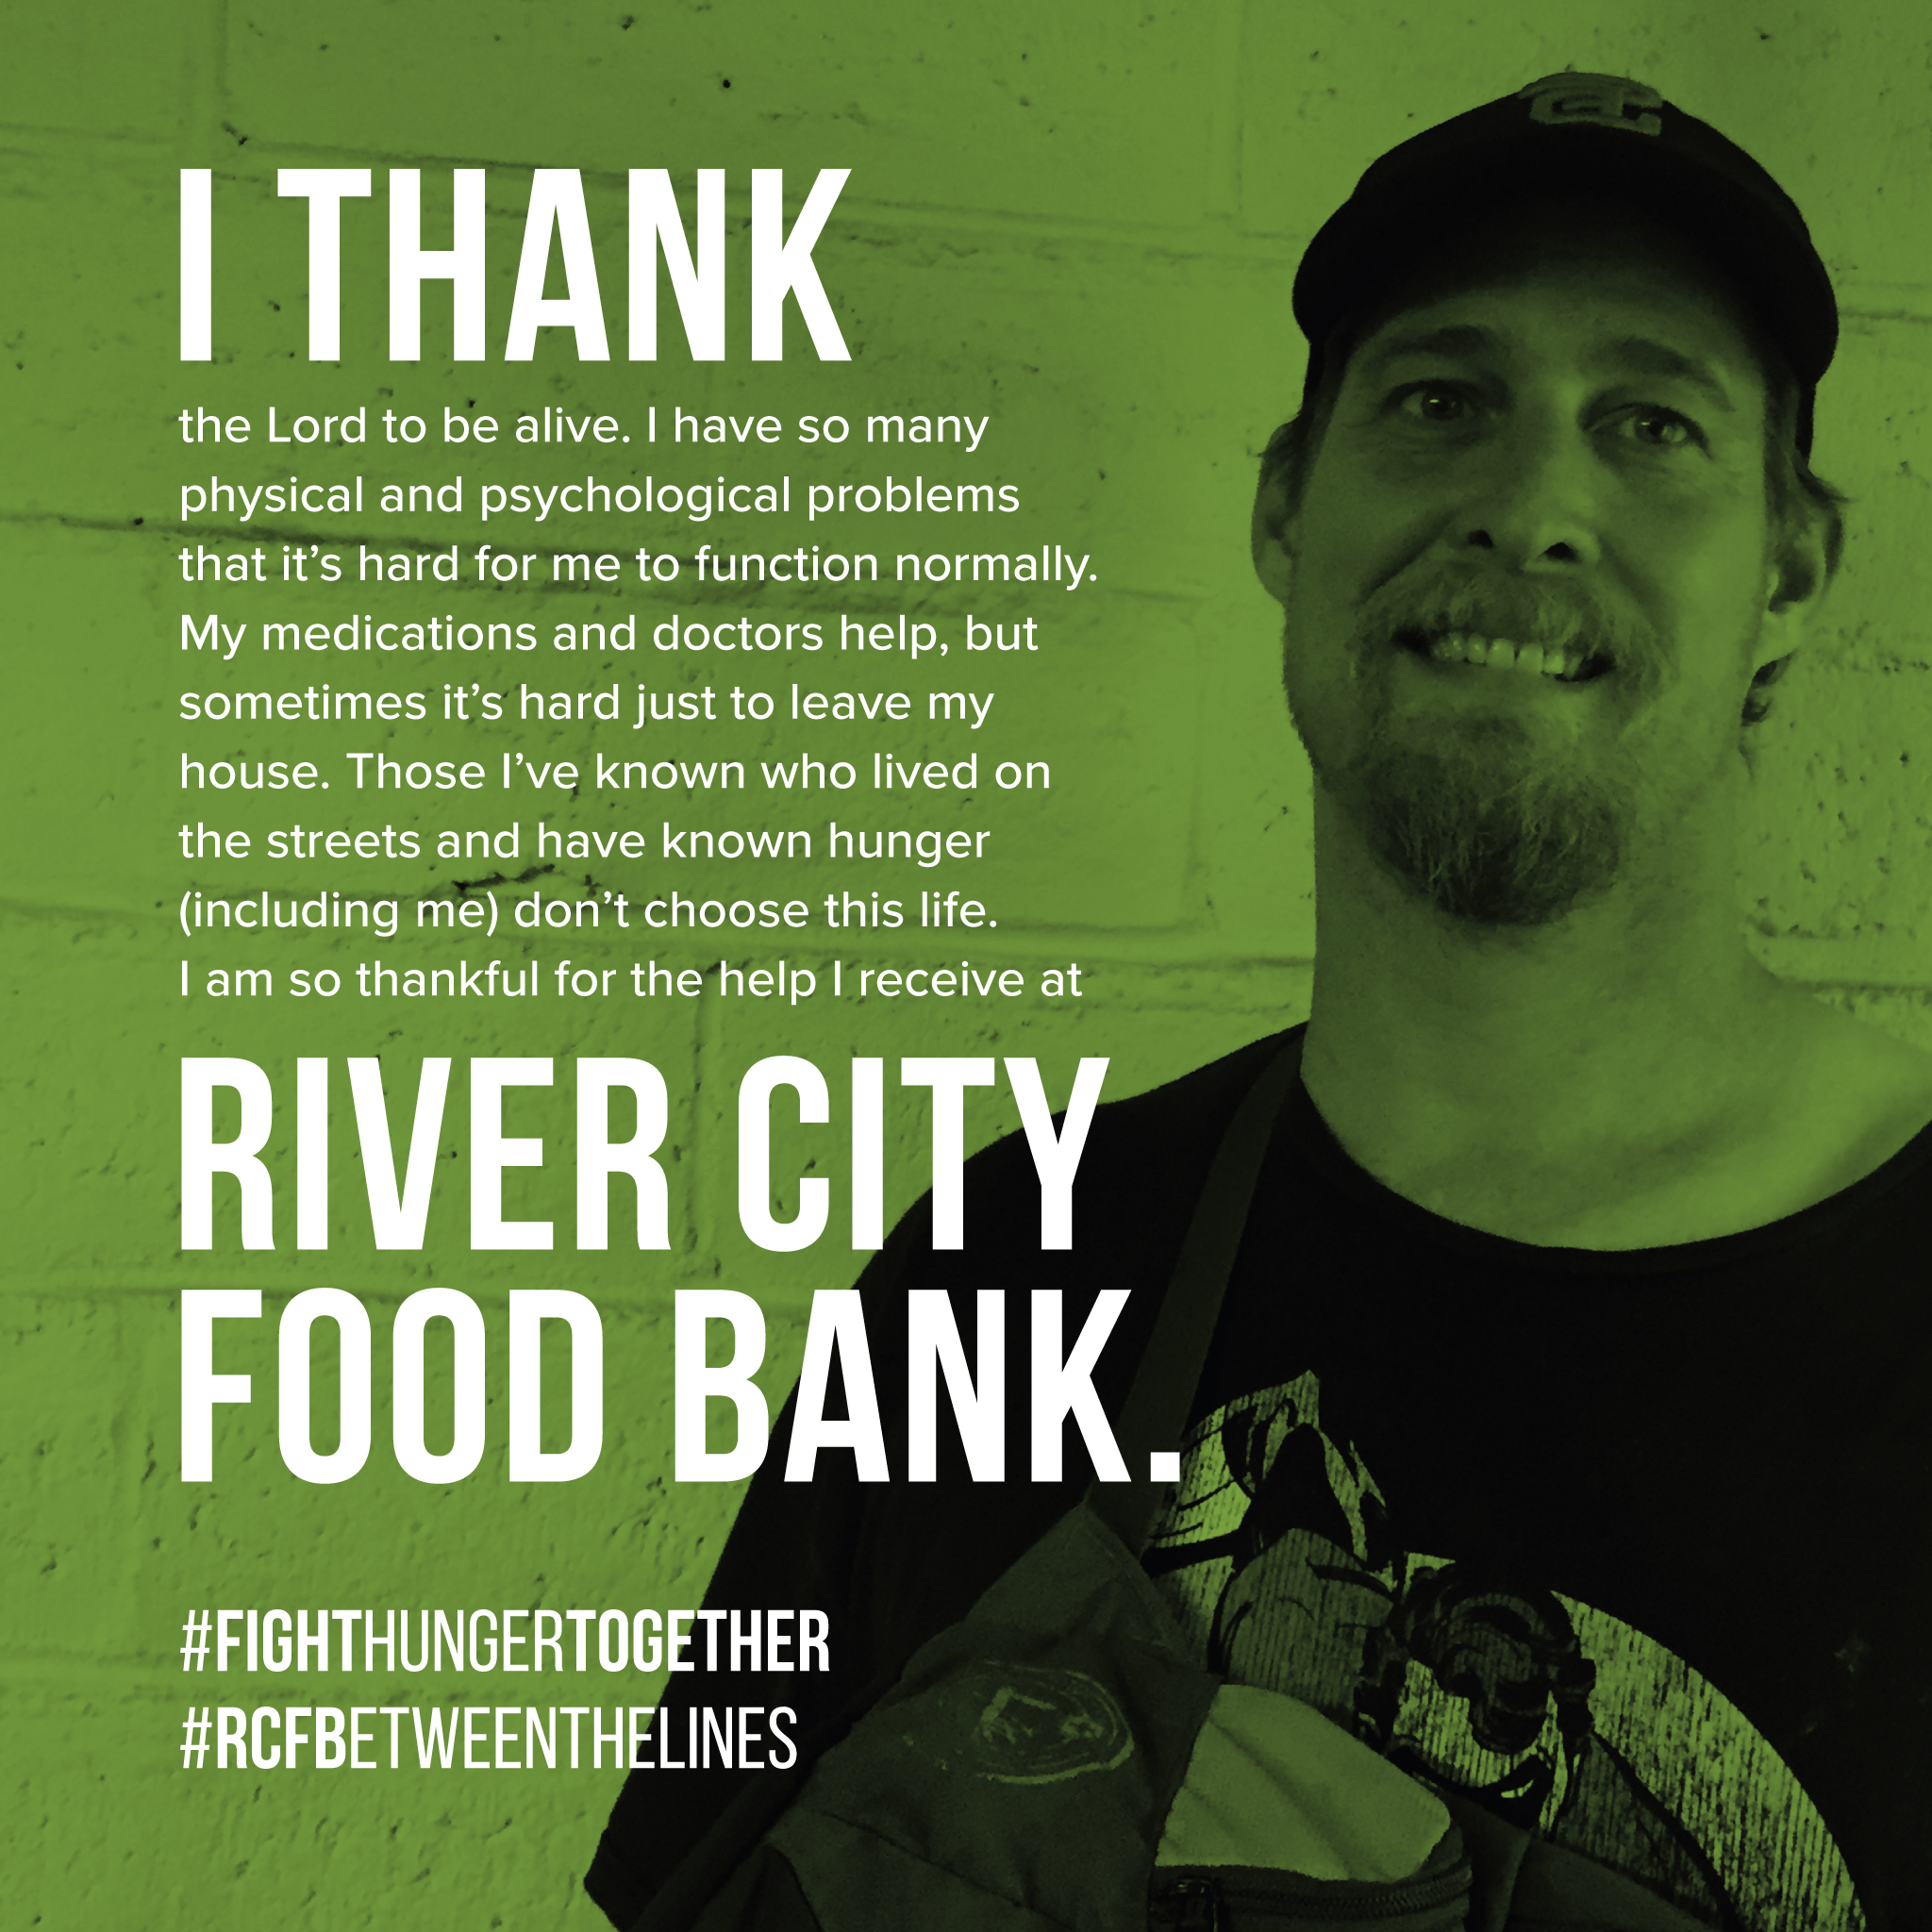 I THANK
the Lord to be alive. I have so many
physical and psychological problems
that it’s hard for me to function normally.
My medications and doctors help, but
sometimes it’s hard just to leave my
house. Those I’ve known who lived on
the streets and have known hunger
(including me) don’t choose this life.
I am so thankful for the help I receive at
RIVER CITY
FOOD BANK.
#FIGHTHUNGERTOGETHER
#RCFBETWEENTHELINES